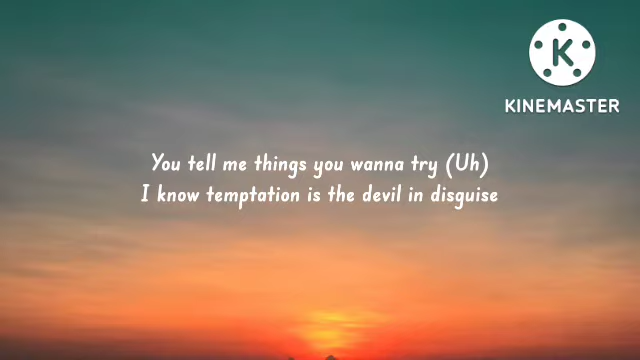 K
KINEMASTER
You tell me things you wanna try (Uh)
I know temptation is the devil in disguise